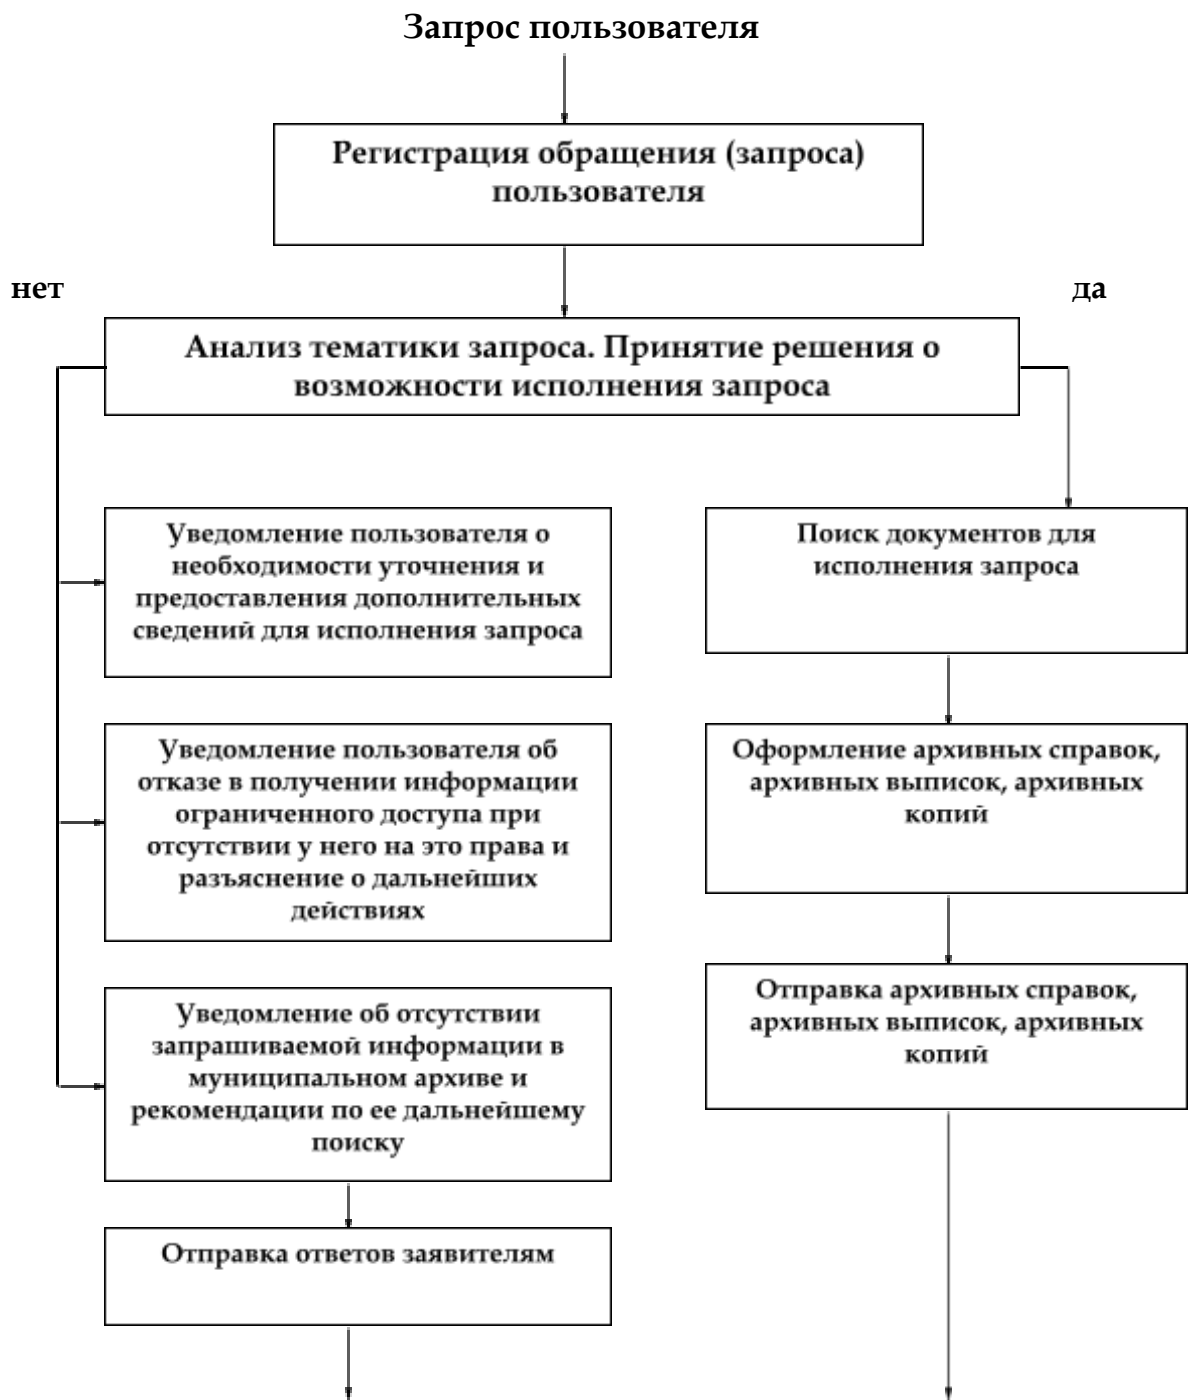 Запрос пользователя
Регистрация обращения (запроса)
пользователя
нет
да
Анализ тематики запроса. Принятие решения о
возможности исполнения запроса
Уведомление пользователя о
необходимости уточнения и
предоставления дополнительных
сведений для исполнения запроса
Поиск документов для
исполнения запроса
Уведомление пользователя об
отказе в получении информации
ограниченного доступа при
отсутствии у него на это права и
разъяснение о дальнейших
действиях
Оформление архивных справок,
архивных выписок, архивных
копий
Уведомление об отсутствии
запрашиваемой информации в
муниципальном архиве и
рекомендации по ее дальнейшему
поиску
Отправка архивных справок,
архивных выписок, архивных
копий
Отправка ответов заявителям